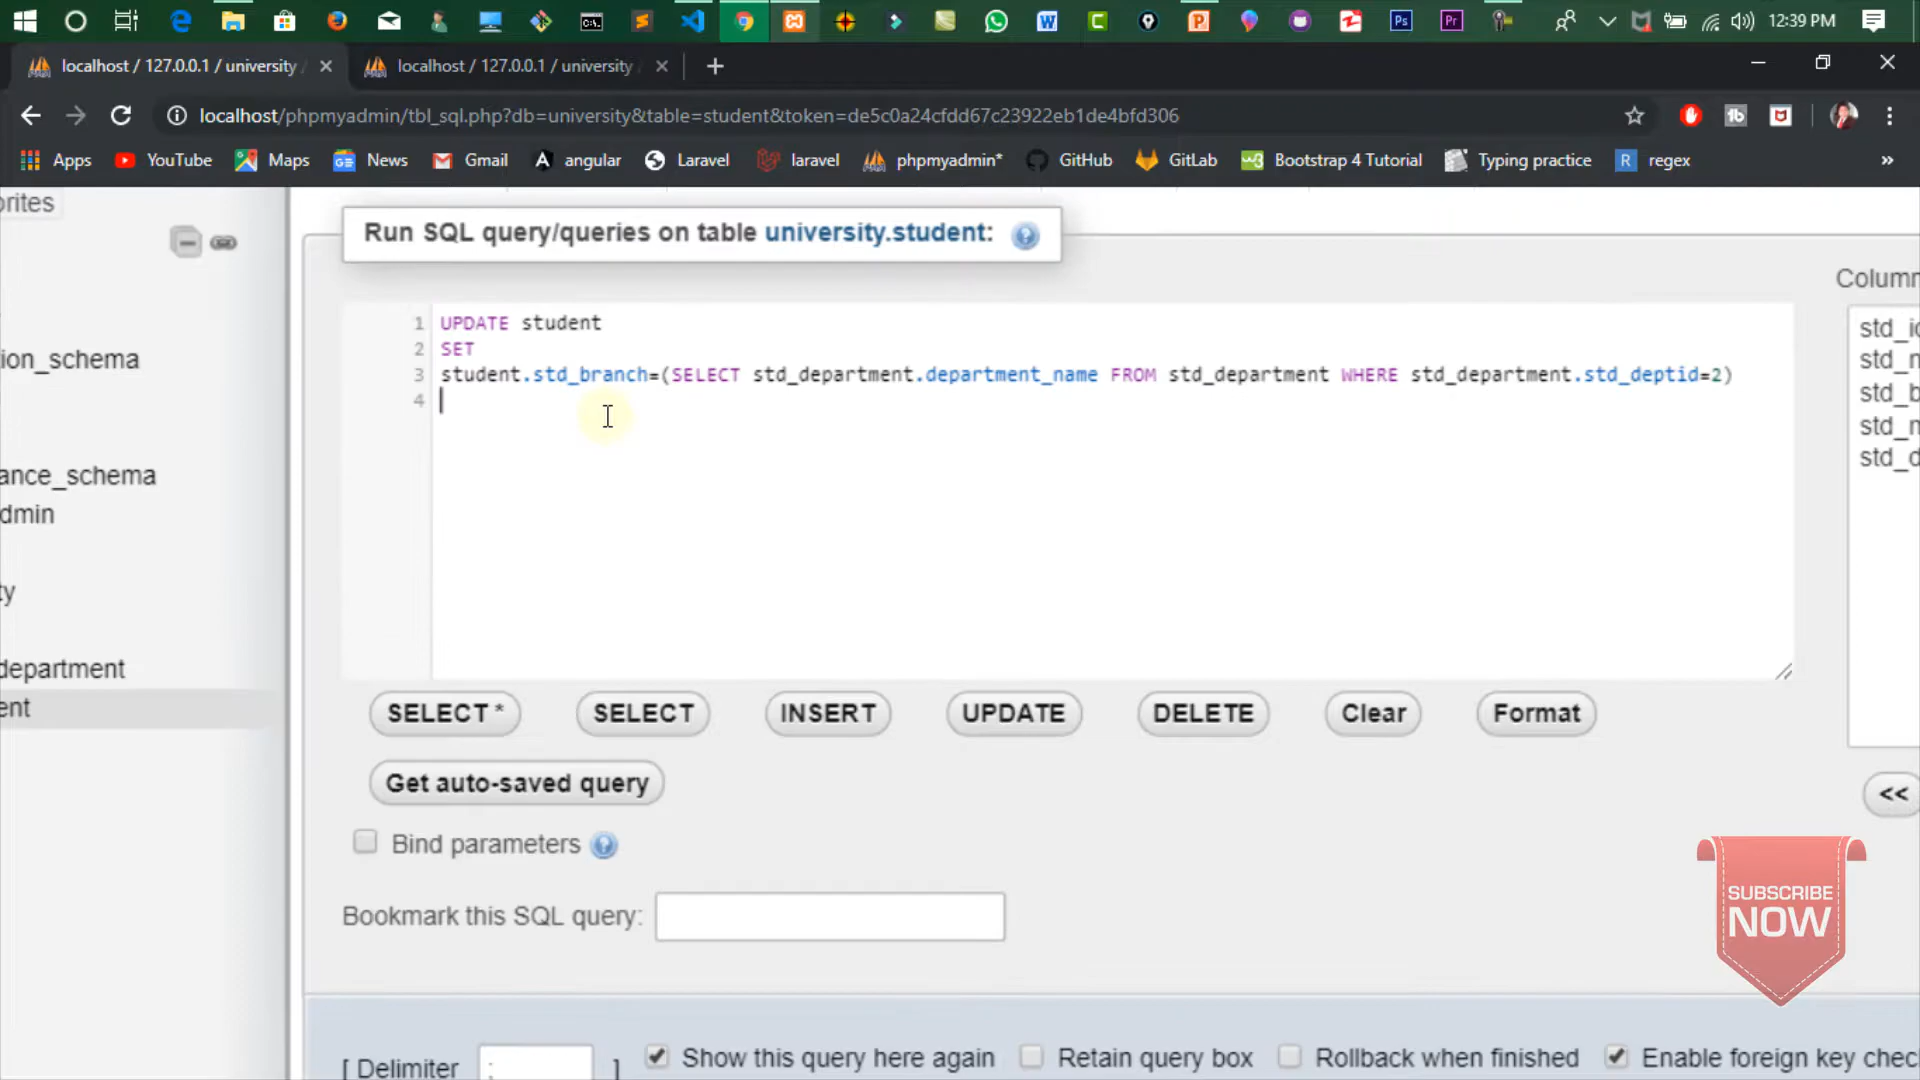 12:39 PM
localhost / 127.0.0.1 / university
localhost / 127.0.0.1 / university
localhost/phpmyadmin/tbl_sql.php?db=university&table=student&token=de5c0a24cfdd67c23922eb1de4bfd306
Apps YouTube Maps News Gmail angular Laravel laravel phpmyadmin* GitHub GitLab Bootstrap 4 Tutorial Typing practice R regex »
orites
Run SQL query/queries on table university.student:
Column
1 UPDATE student
2 SET
3 student.std_branch=(SELECT std_department.department_name FROM std_department WHERE std_department.std_deptid=2)
4
std_n
std_b
std_n
std_d
ion_schema
ance_schema
dmin
ty
department
ent
SELECT * SELECT INSERT UPDATE DELETE Clear Format
Get auto-saved query
<<
Bind parameters
Bookmark this SQL query:
SUBSCRIBE
NOW
[ Delimiter ; ] Show this query here again Retain query box Rollback when finished Enable foreign key chec